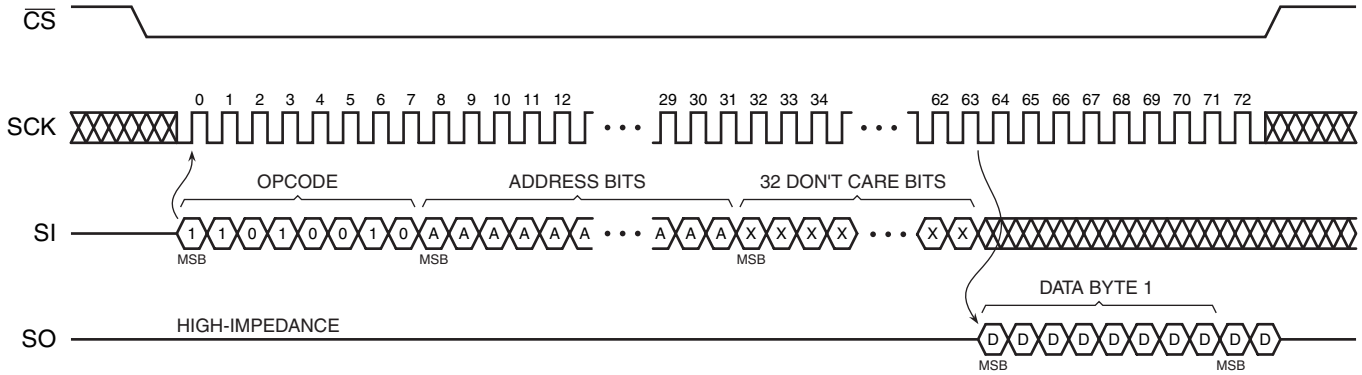 CS
0 1 2 3 4 5 6 7 8 9 10 11 12 29 30 31 32 33 34 62 63 64 65 66 67 68 69 70 71 72
SCK
OPCODE ADDRESS BITS 32 DON'T CARE BITS
SI 1 1 0 1 0 0 1 0 A A A A A A A A A X X X X X X
MSB MSB MSB
DATA BYTE 1
HIGH-IMPEDANCE
SO D D D D D D D D D D
MSB MSB